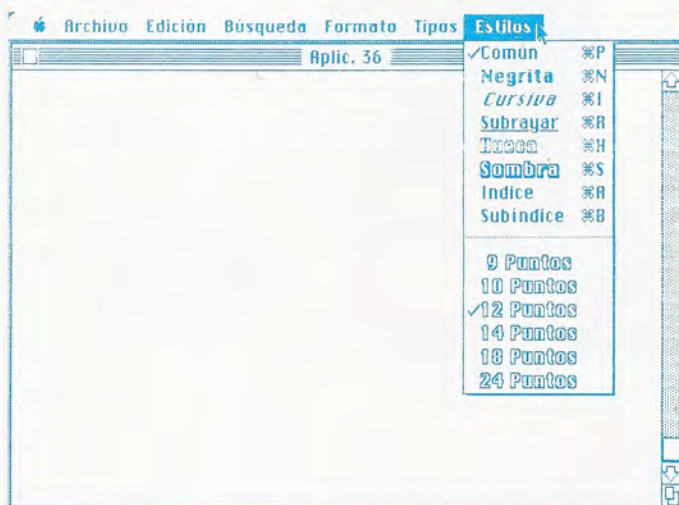 Archivo Edición Búsqueda Formato Tipos Estilos
Aplic. 36
✓Común ⌘P
Negrita ⌘N
Cursiva ⌘I
Subrayar ⌘R
Hueca ⌘H
Sombra ⌘S
Indice ⌘A
Subíndice ⌘B
9 Puntos
10 Puntos
✓12 Puntos
14 Puntos
18 Puntos
24 Puntos